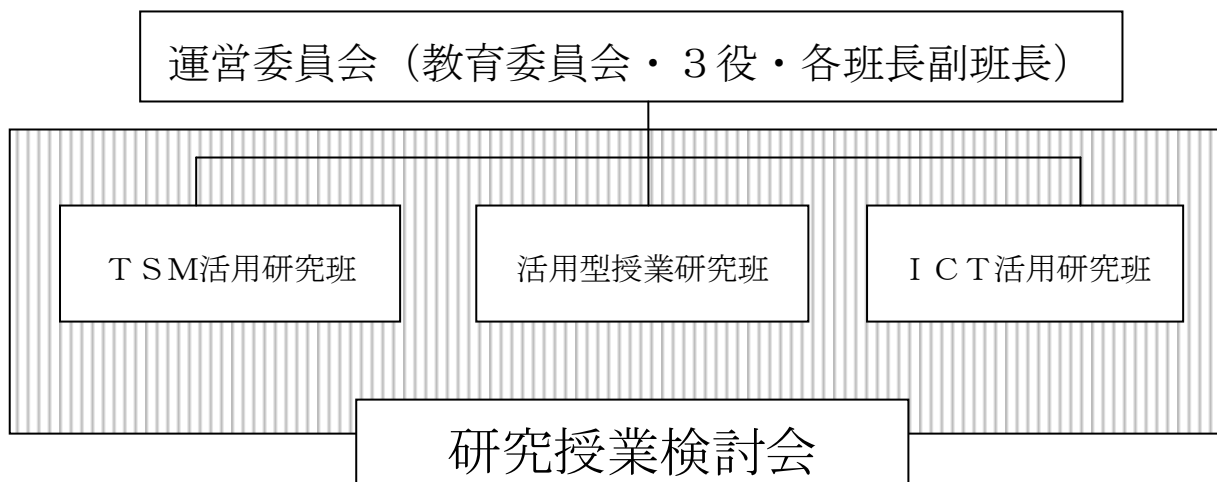 運営委員会（教育委員会・３役・各班長副班長）
ＴＳＭ活用研究班
活用型授業研究班
ＩＣＴ活用研究班
研究授業検討会